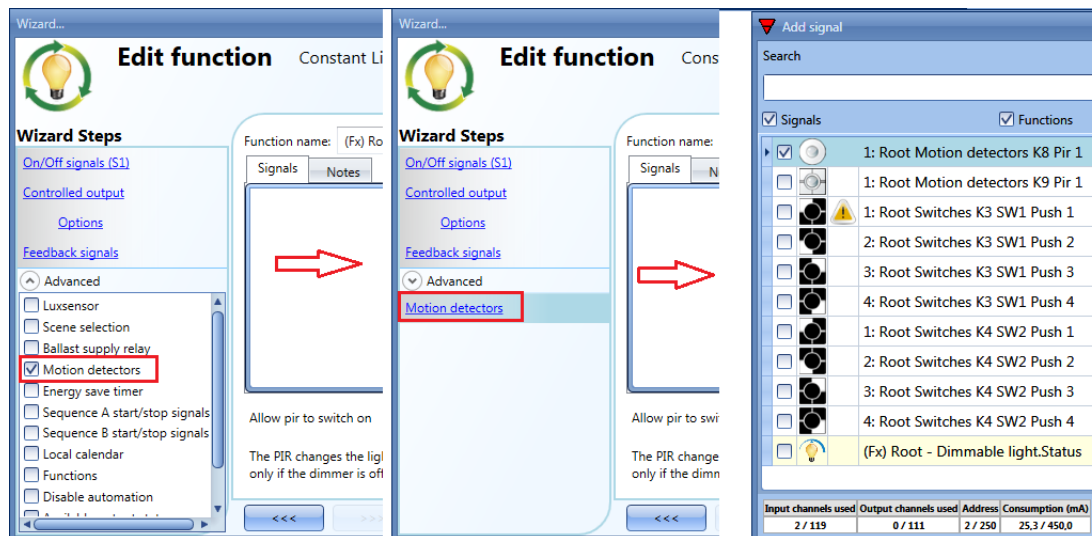 Wizard...
Edit function Constant Li
Wizard Steps
On/Off signals (S1)
Controlled output
Options
Feedback signals
Advanced
Luxsensor
Scene selection
Ballast supply relay
Motion detectors
Energy save timer
Sequence A start/stop signals
Sequence B start/stop signals
Local calendar
Functions
Disable automation
Function name: (Fx) Ro
Signals Notes
Allow pir to switch on
The PIR changes the ligh
only if the dimmer is off
<<< >>>
Wizard...
Edit function Cons
Wizard Steps
On/Off signals (S1)
Controlled output
Options
Feedback signals
Advanced
Motion detectors
Function name:
Signals N
Allow pir to swi
The PIR change
only if the dimn
<<<
Add signal
Search
Signals Functions
1: Root Motion detectors K8 Pir 1
1: Root Motion detectors K9 Pir 1
1: Root Switches K3 SW1 Push 1
2: Root Switches K3 SW1 Push 2
3: Root Switches K3 SW1 Push 3
4: Root Switches K3 SW1 Push 4
1: Root Switches K4 SW2 Push 1
2: Root Switches K4 SW2 Push 2
3: Root Switches K4 SW2 Push 3
4: Root Switches K4 SW2 Push 4
(Fx) Root - Dimmable light.Status
Input channels used Output channels used Address Consumption (mA)
2 / 119 0 / 111 2 / 250 25,3 / 450,0